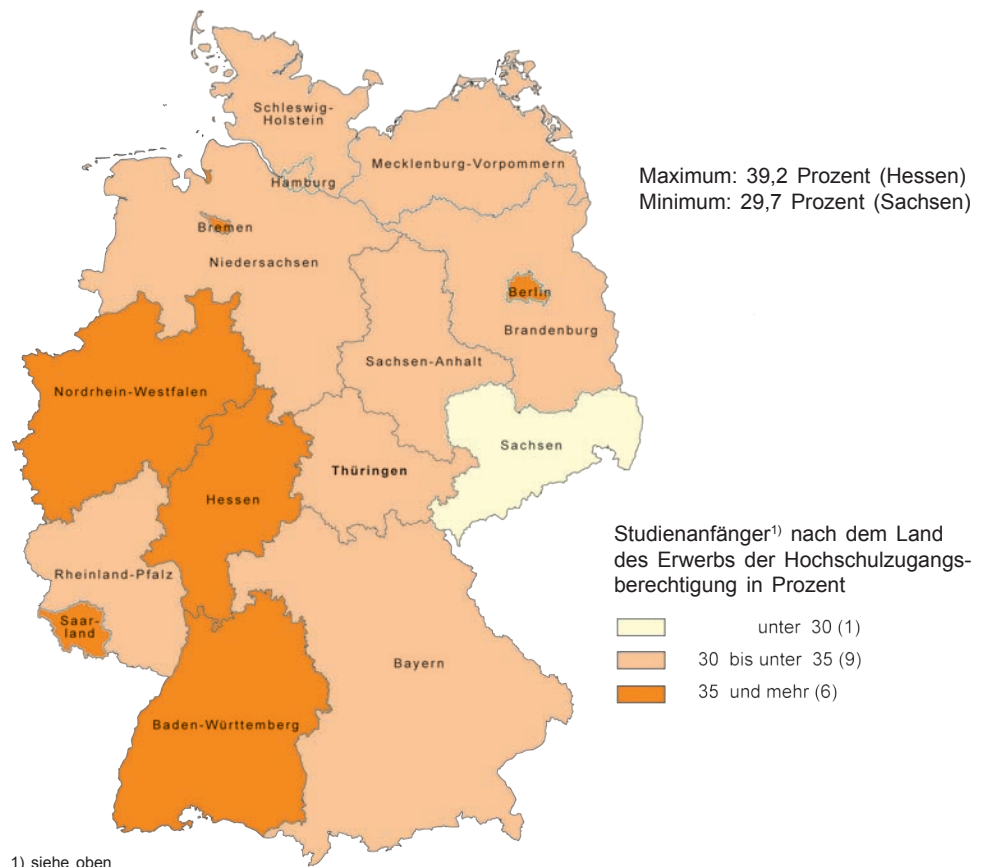 Schleswig-
Holstein
Mecklenburg-Vorpommern
Hamburg
Maximum: 39,2 Prozent (Hessen)
Minimum: 29,7 Prozent (Sachsen)
Bremen
Niedersachsen
Berlin
Brandenburg
Sachsen-Anhalt
Nordrhein-Westfalen
Sachsen
Thüringen
Hessen
Studienanfänger1) nach dem Land
des Erwerbs der Hochschulzugangs-
berechtigung in Prozent
Rheinland-Pfalz
Saar-
land
unter 30 (1)
30 bis unter 35 (9)
35 und mehr (6)
Bayern
Baden-Württemberg
1) siehe oben